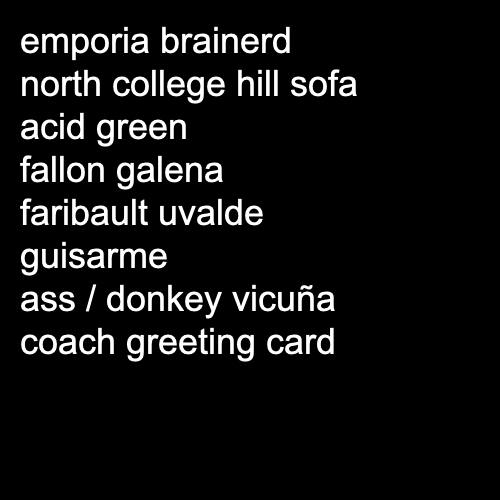 emporia brainerd
north college hill sofa
acid green
fallon galena
faribault uvalde
guisarme
ass / donkey vicuña
coach greeting card